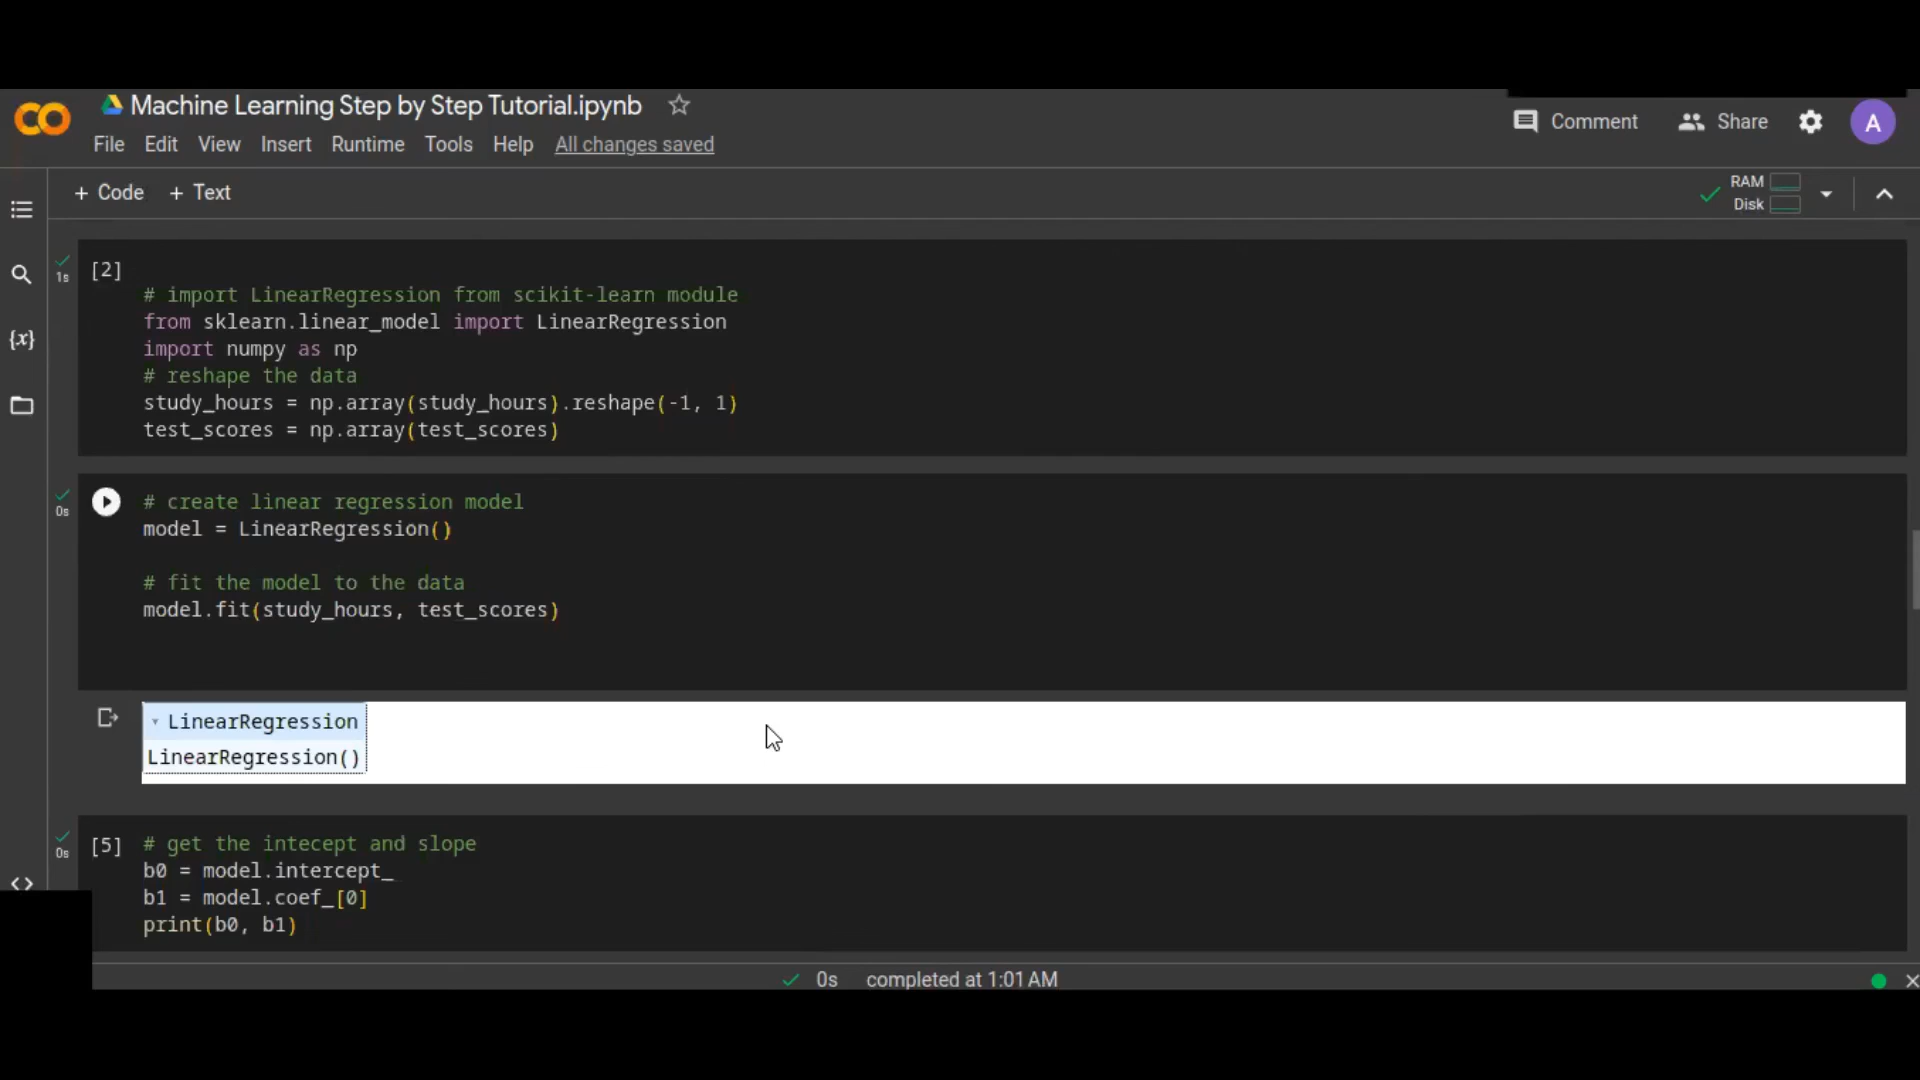 Machine Learning Step by Step Tutorial.ipynb
File Edit View Insert Runtime Tools Help All changes saved
Comment Share A
+ Code + Text
RAM
Disk
1s
[2]
# import LinearRegression from scikit-learn module
from sklearn.linear_model import LinearRegression
import numpy as np
# reshape the data
study_hours = np.array(study_hours).reshape(-1, 1)
test_scores = np.array(test_scores)
0s
# create linear regression model
model = LinearRegression()
# fit the model to the data
model.fit(study_hours, test_scores)
LinearRegression
LinearRegression()
0s
[5] # get the intecept and slope
b0 = model.intercept_
b1 = model.coef_[0]
print(b0, b1)
0s completed at 1:01 AM